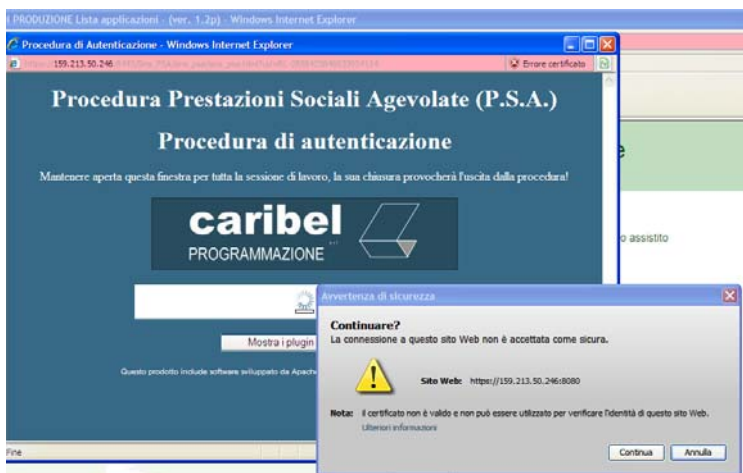 PRODUZIONE Lista applicazioni - (ver. 1.2p) - Windows Internet Explorer
Procedura di Autenticazione - Windows Internet Explorer
159.213.50.246
Errore certificato
Procedura Prestazioni Sociali Agevolate (P.S.A.)
Procedura di autenticazione
Mantenere aperta questa finestra per tutta la sessione di lavoro, la sua chiusura provocherà l'uscita dalla procedura!
caribel
PROGRAMMAZIONE
o assistito
Mostra i plugin
Questo prodotto include software sviluppato da Apache
Fine
Avvertenza di sicurezza
Continuare?
La connessione a questo sito Web non è accettata come sicura.
Sito Web: https://159.213.50.246:8080
Nota: il certificato non è valido e non può essere utilizzato per verificare l'identità di questo sito Web.
Ulteriori informazioni
Continua Annulla